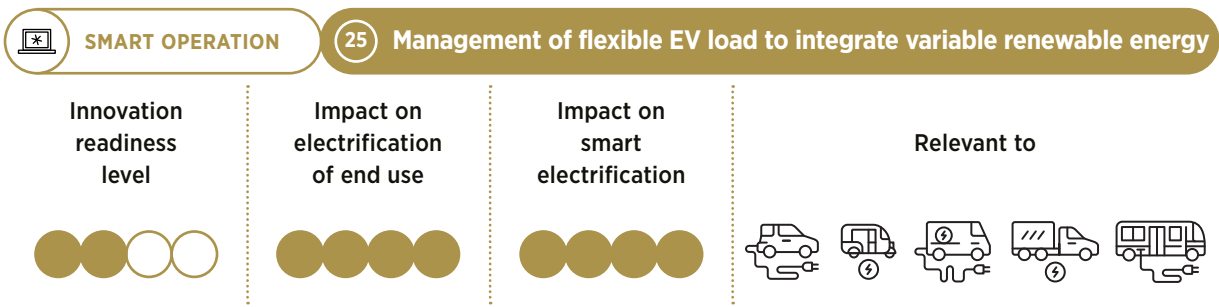 SMART OPERATION
25 Management of flexible EV load to integrate variable renewable energy
Innovation
readiness
level
Impact on
electrification
of end use
Impact on
smart
electrification
Relevant to